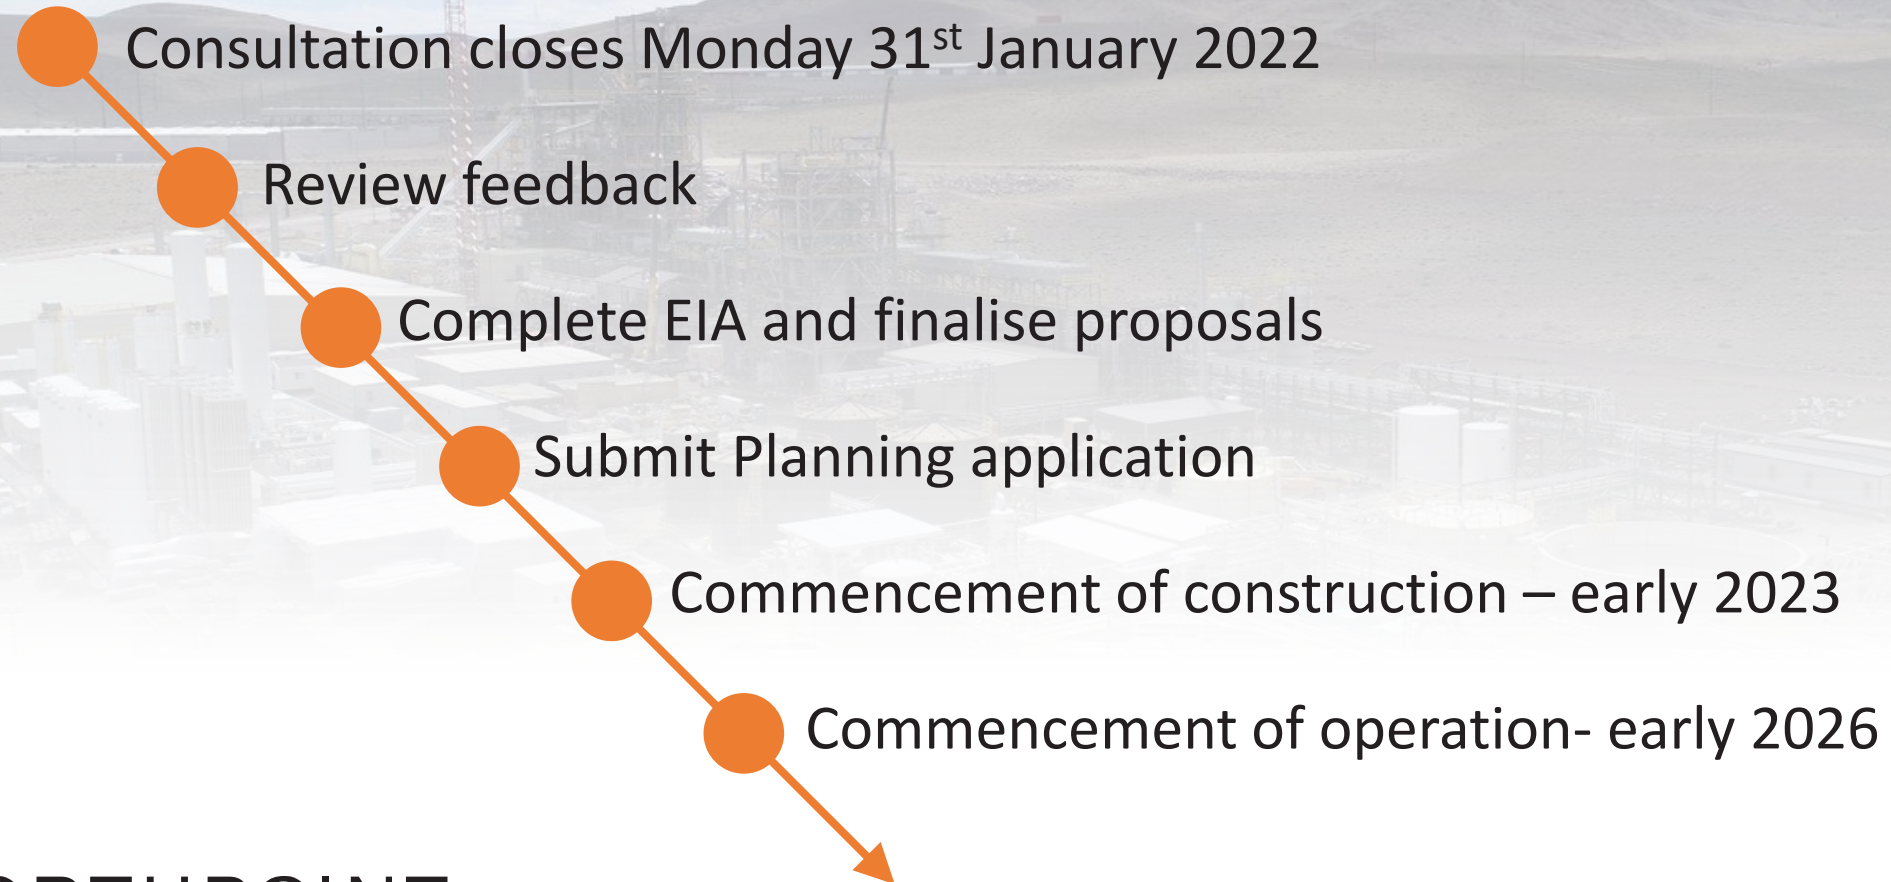 Consultation closes Monday 31st January 2022
Review feedback
Complete EIA and finalise proposals
Submit Planning application
Commencement of construction – early 2023
Commencement of operation- early 2026